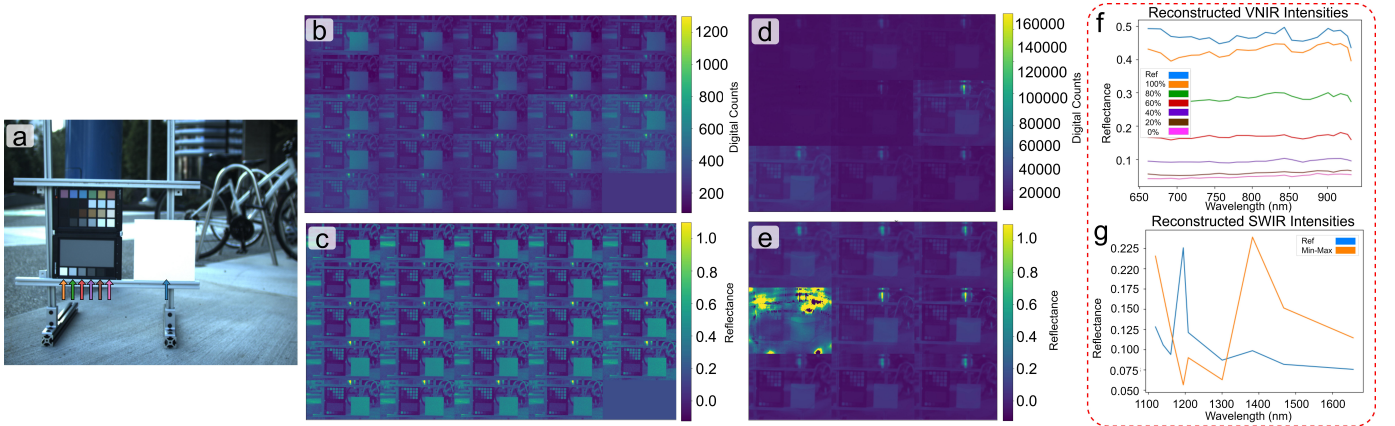 a
b
1200
1000
800
600
400
200
Digital Counts
c
1.0
0.8
0.6
0.4
0.2
0.0
Reflectance
d
160000
140000
120000
100000
80000
60000
40000
20000
Digital Counts
e
1.0
0.8
0.6
0.4
0.2
0.0
Reflectance
f
Reconstructed VNIR Intensities
0.5
0.4
0.3
0.2
0.1
Reflectance
Ref
100%
80%
60%
40%
20%
0%
650 700 750 800 850 900
Wavelength (nm)
g
Reconstructed SWIR Intensities
0.225
0.220
0.175
0.150
0.125
0.100
0.075
0.050
Reflectance
Ref
Min-Max
1100 1200 1300 1400 1500 1600
Wavelength (nm)